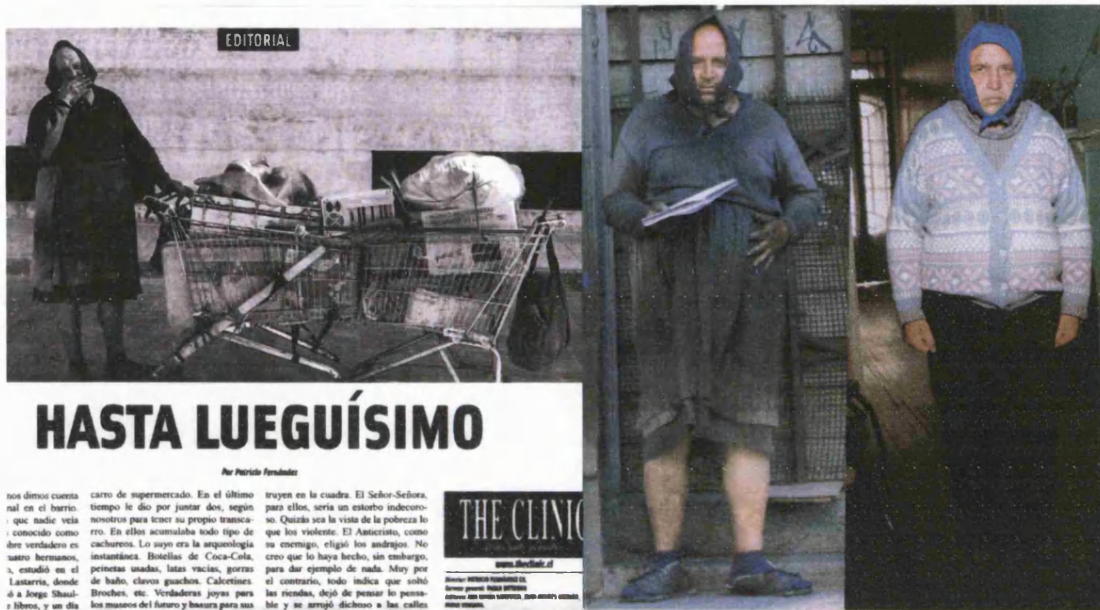 EDITORIAL
HASTA LUEGUÍSIMO
Por Patricio Fernández
nos dimos cuenta
nal en el barrio.
que nadie veía
conocido como
bre verdadero es
hermanos,
estudió en el
Lastarria, donde
ó a Jorge Shaul-
e libros, y un día
carro de supermercado. En el último
tiempo le dio por juntar dos, según
nosotros para tener su propio transca-
rro. En ellos acumulaba todo tipo de
cachureos. Lo suyo era la arqueología
instantánea. Botellas de Coca-Cola,
peinetas usadas, latas vacías, gorras
de baño, clavos guachos. Calcetines.
Broches, etc. Verdaderas joyas para
los museos del futuro y basura para sus
truyen en la cuadra. El Señor-Señora,
para ellos, sería un estorbo indecoro-
so. Quizás sea la vista de la pobreza lo
que los violente. El Anticristo, como
su enemigo, eligió los andrajos. No
creo que lo haya hecho, sin embargo,
para dar ejemplo de nada. Muy por
el contrario, todo indica que soltó
las riendas, dejó de pensar lo pensa-
ble y se arrojó dichoso a las calles
THE CLINIC
www.theclinic.cl